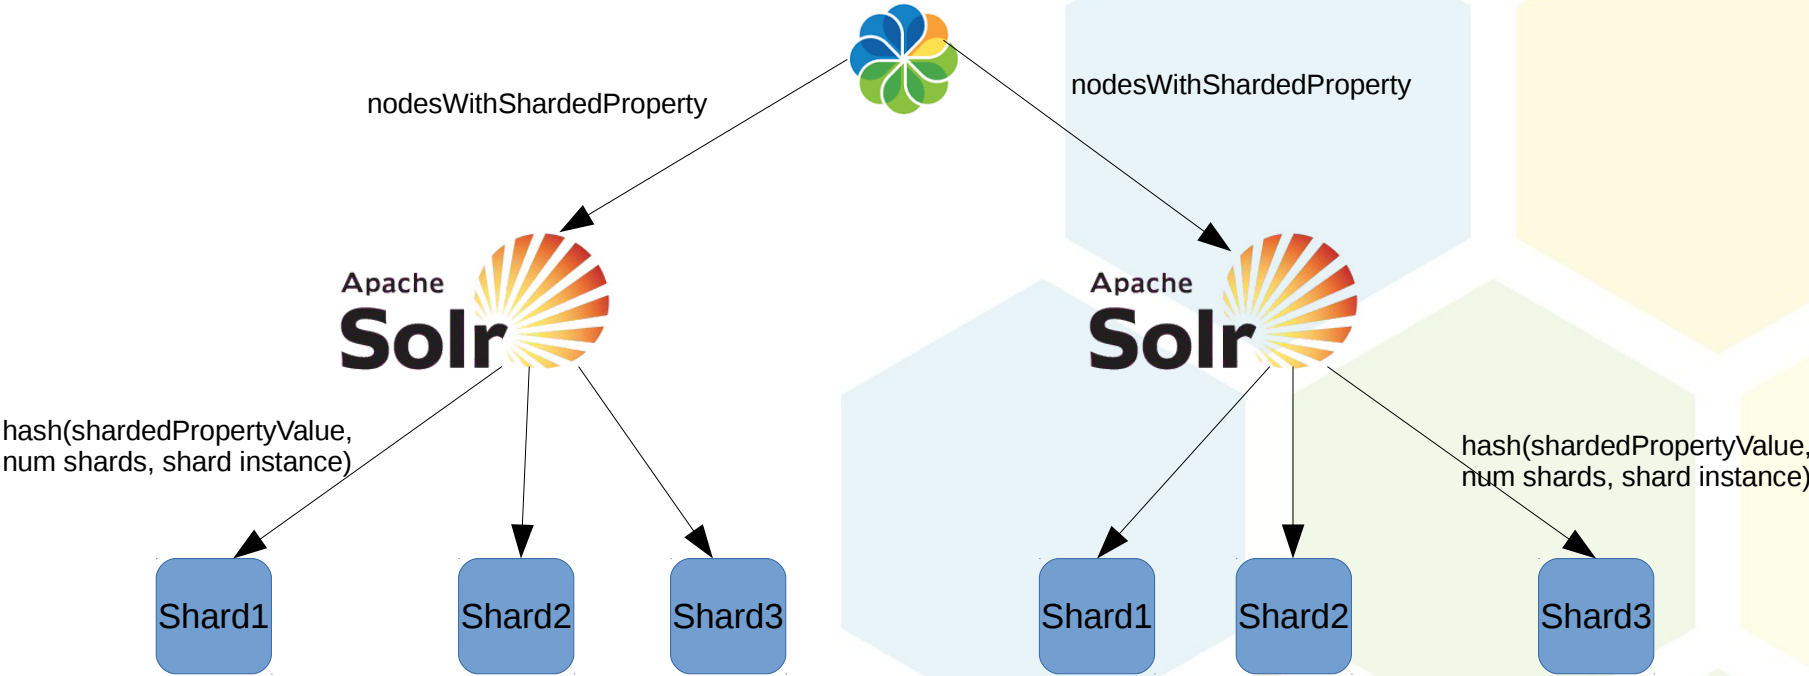 nodesWithShardedProperty
nodesWithShardedProperty
Apache
Solr
Apache
Solr
hash(shardedPropertyValue,
num shards, shard instance)
hash(shardedPropertyValue,
num shards, shard instance)
Shard1
Shard2
Shard3
Shard1
Shard2
Shard3